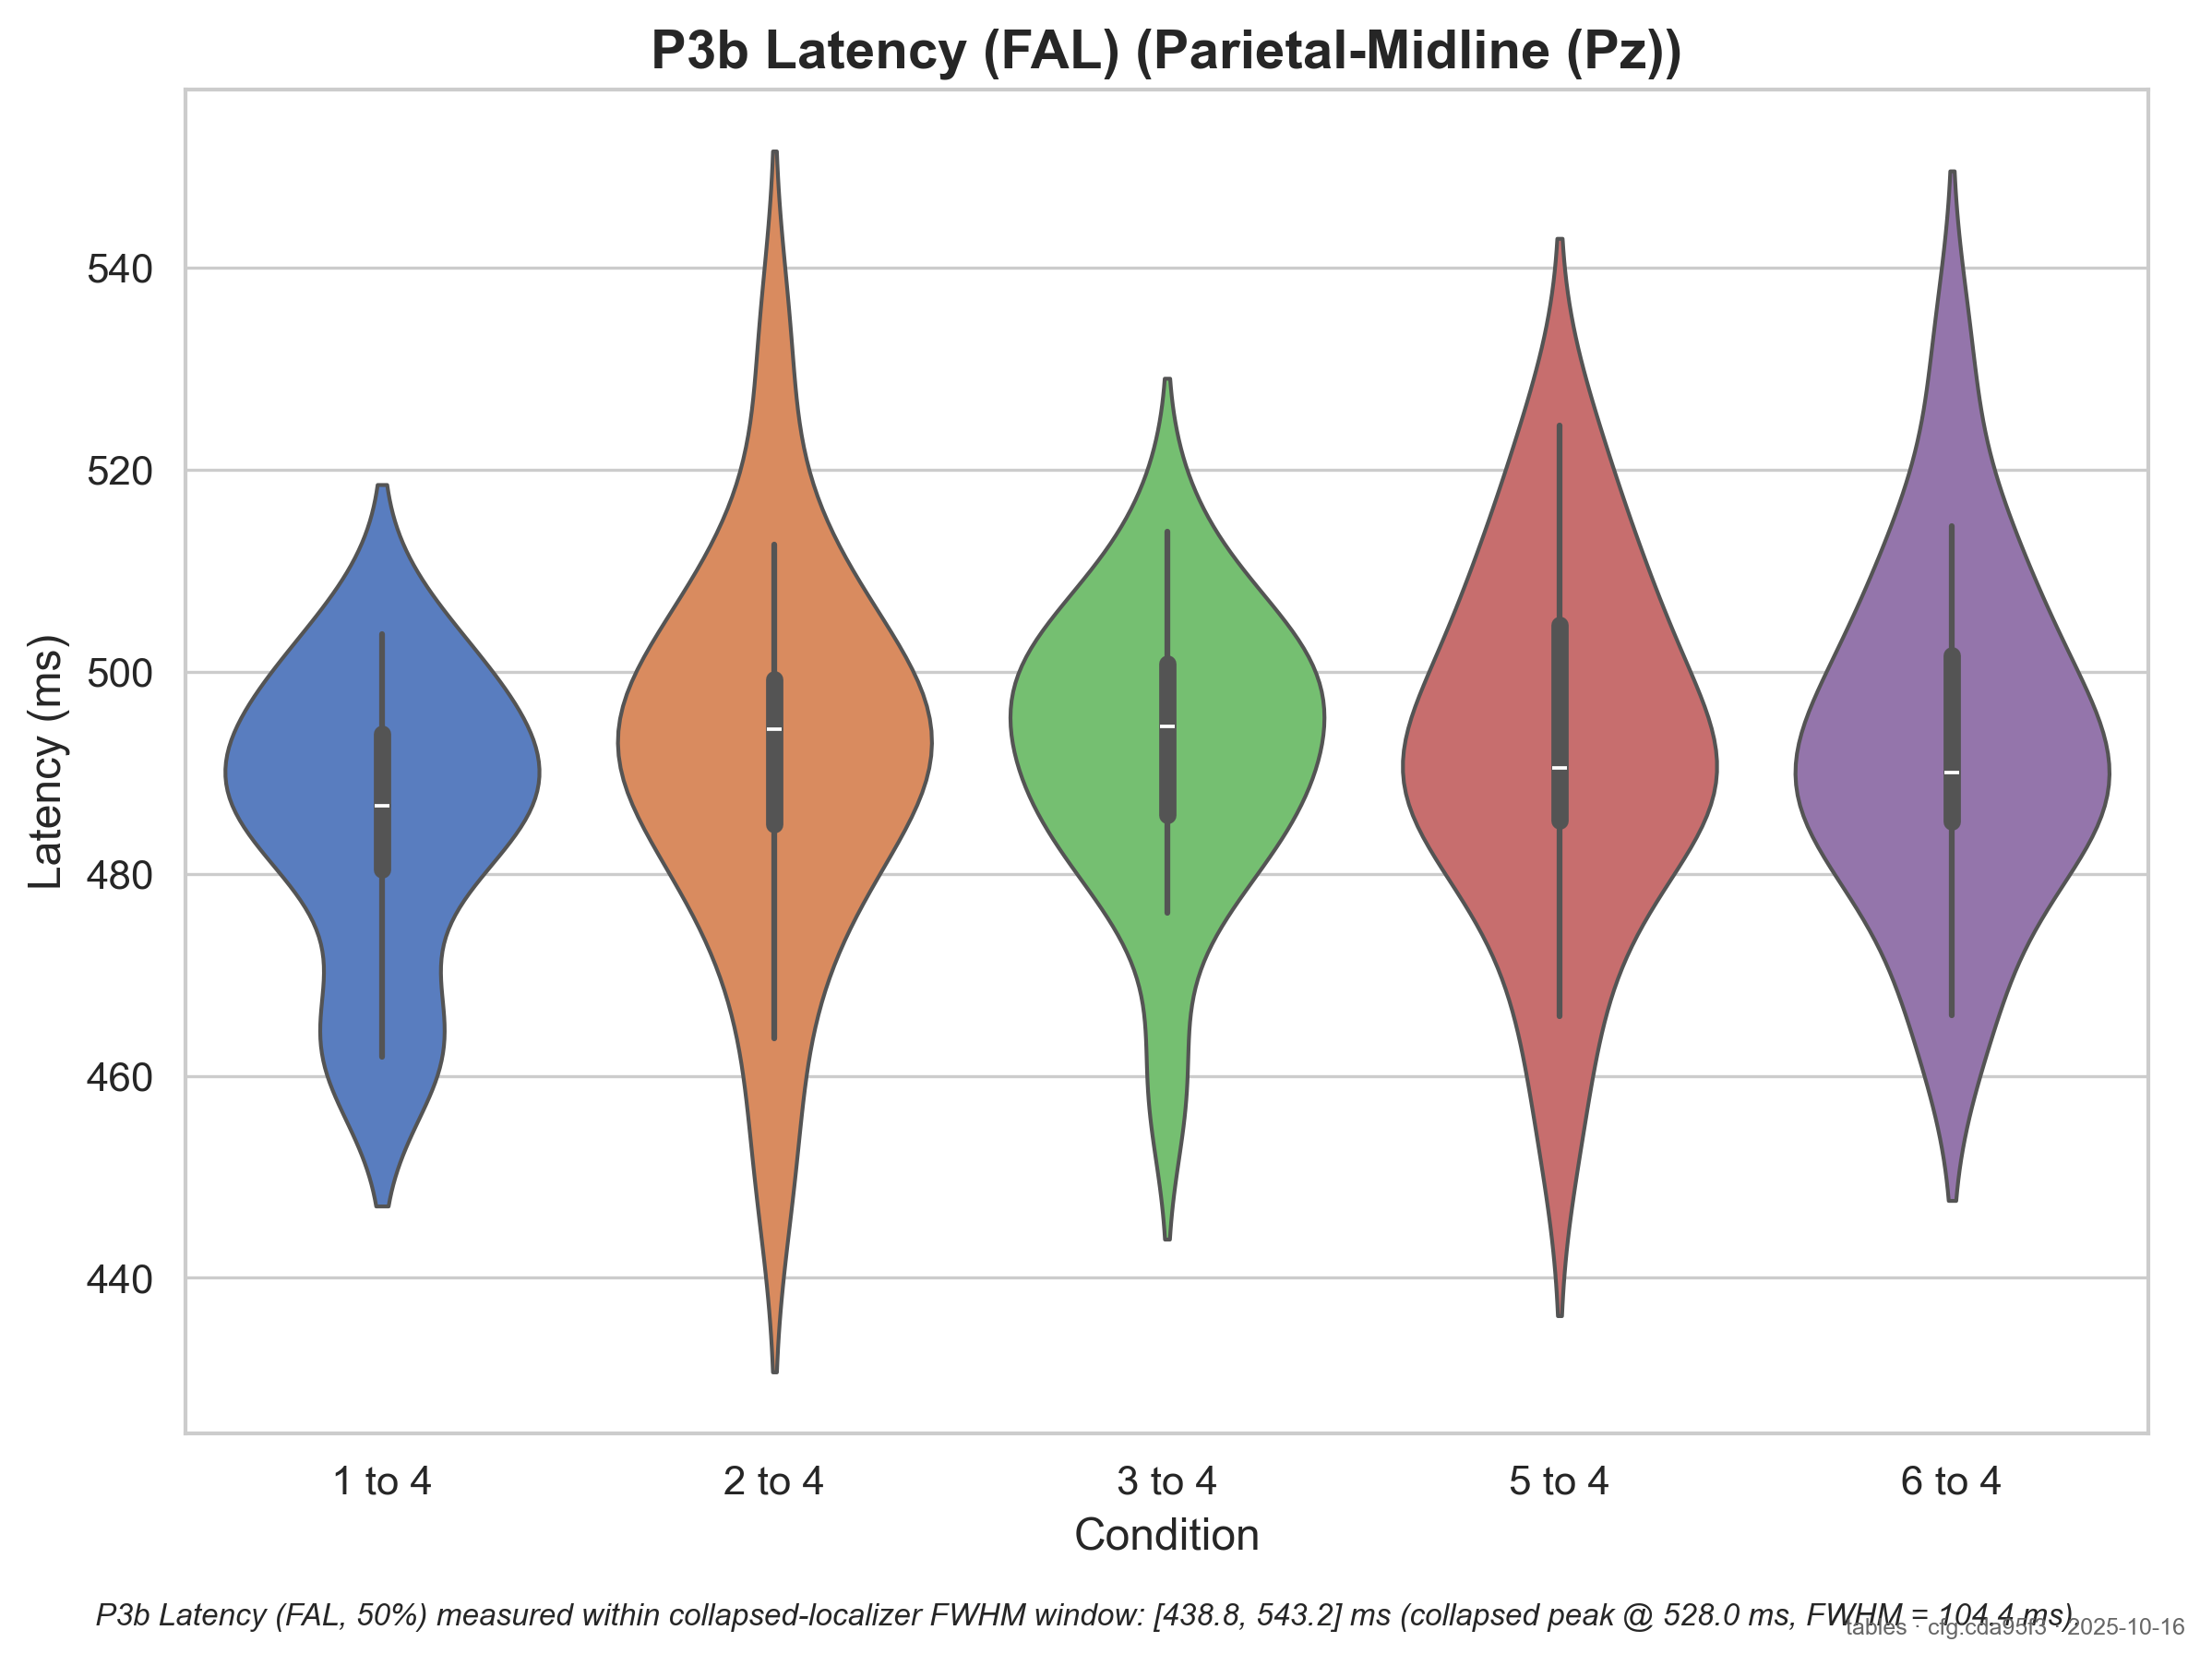 P3b Latency (FAL) (Parietal-Midline (Pz))
Latency (ms)
540
520
500
480
460
440
1 to 4
2 to 4
3 to 4
5 to 4
6 to 4
Condition
P3b Latency (FAL, 50%) measured within collapsed-localizer FWHM window: [438.8, 543.2] ms (collapsed peak @ 528.0 ms, FWHM = 104.4 ms).
tables · cfg:cda95f3 · 2025-10-16